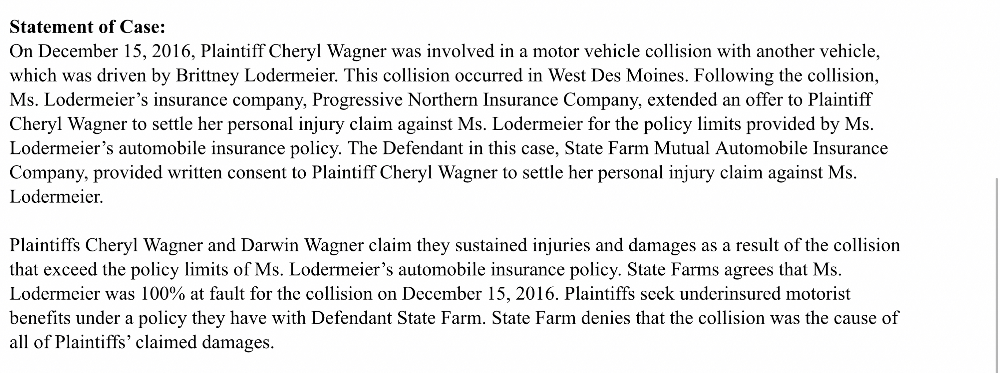 Statement of Case:
On December 15, 2016, Plaintiff Cheryl Wagner was involved in a motor vehicle collision with another vehicle,
which was driven by Brittney Lodermeier. This collision occurred in West Des Moines. Following the collision,
Ms. Lodermeier’s insurance company, Progressive Northern Insurance Company, extended an offer to Plaintiff
Cheryl Wagner to settle her personal injury claim against Ms. Lodermeier for the policy limits provided by Ms.
Lodermeier’s automobile insurance policy. The Defendant in this case, State Farm Mutual Automobile Insurance
Company, provided written consent to Plaintiff Cheryl Wagner to settle her personal injury claim against Ms.
Lodermeier.
Plaintiffs Cheryl Wagner and Darwin Wagner claim they sustained injuries and damages as a result of the collision
that exceed the policy limits of Ms. Lodermeier’s automobile insurance policy. State Farms agrees that Ms.
Lodermeier was 100% at fault for the collision on December 15, 2016. Plaintiffs seek underinsured motorist
benefits under a policy they have with Defendant State Farm. State Farm denies that the collision was the cause of
all of Plaintiffs’ claimed damages.